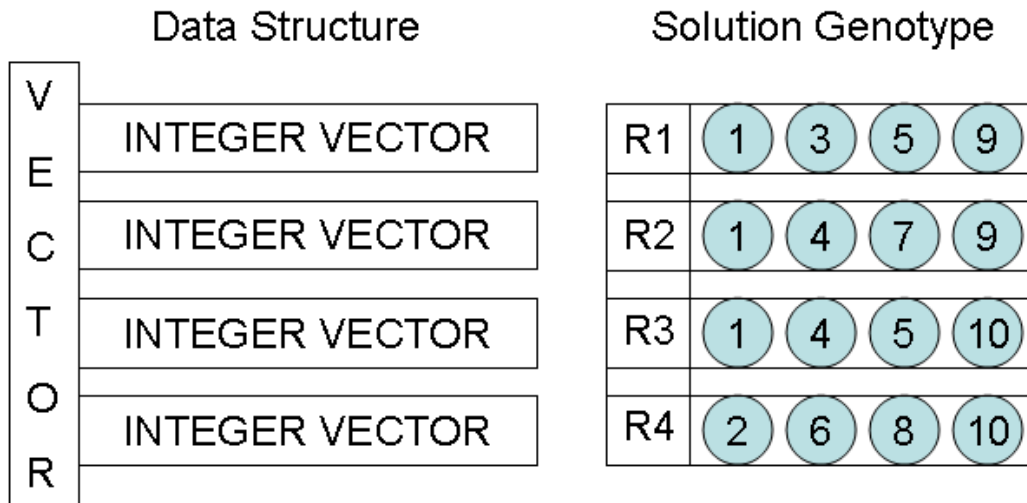 Data Structure
Solution Genotype
VECTOR
INTEGER VECTOR
INTEGER VECTOR
INTEGER VECTOR
INTEGER VECTOR
R1 1 3 5 9
R2 1 4 7 9
R3 1 4 5 10
R4 2 6 8 10